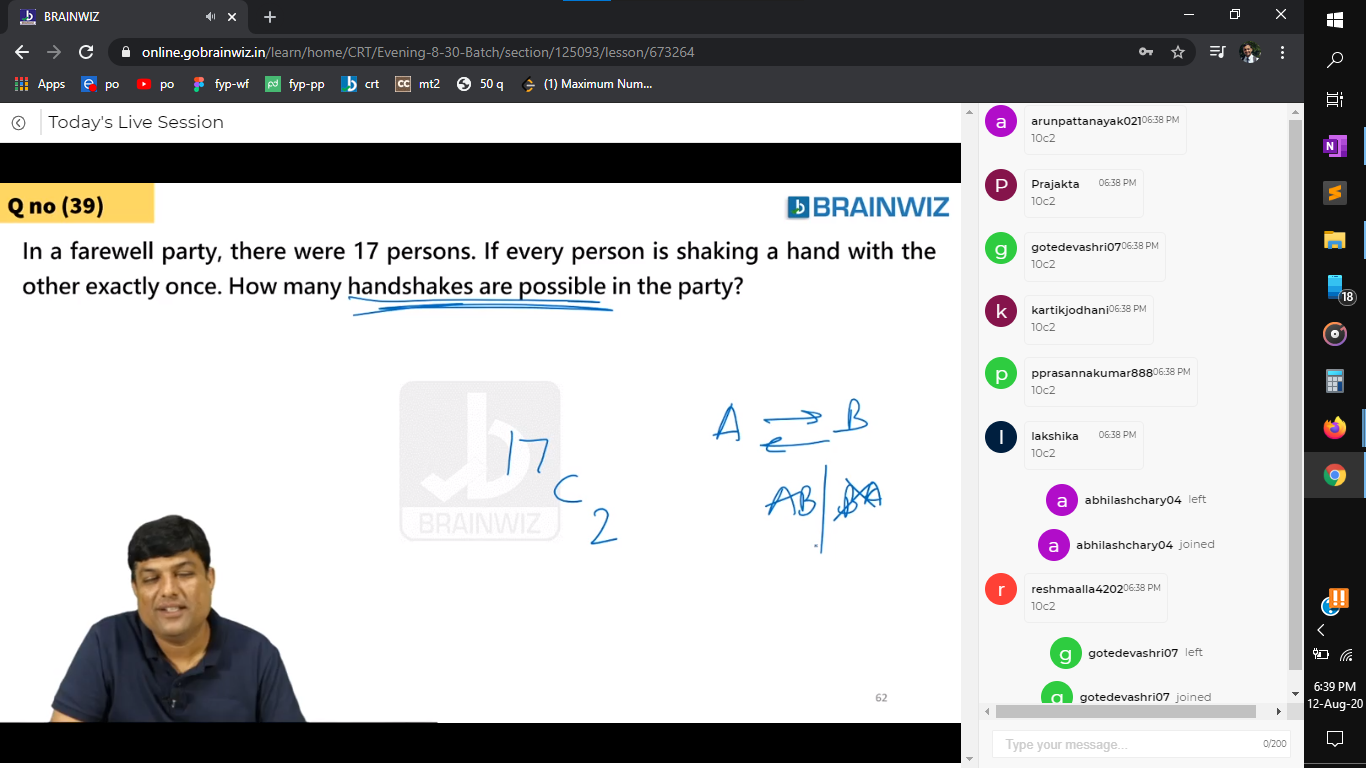 BRAINWIZ
online.gobrainwiz.in/learn/home/CRT/Evening-8-30-Batch/section/125093/lesson/673264
Apps po po fyp-wf fyp-pp crt CC mt2 50 q (1) Maximum Num...
Today's Live Session
Q no (39)
BRAINWIZ
In a farewell party, there were 17 persons. If every person is shaking a hand with the
other exactly once. How many handshakes are possible in the party?
A B
17
C
2
AB BA
BRAINWIZ
62
a arunpattanayak021 06:38 PM
10c2
P Prajakta 06:38 PM
10c2
g gotedevashri07 06:38 PM
10c2
k kartikjodhani 06:38 PM
10c2
p pprasannakumar888 06:38 PM
10c2
l lakshika 06:38 PM
10c2
a abhilashchary04 left
a abhilashchary04 joined
r reshmaalla4202 06:38 PM
10c2
g gotedevashri07 left
g gotedevashri07 joined
Type your message... 0/200
N
18
6:39 PM
12-Aug-20